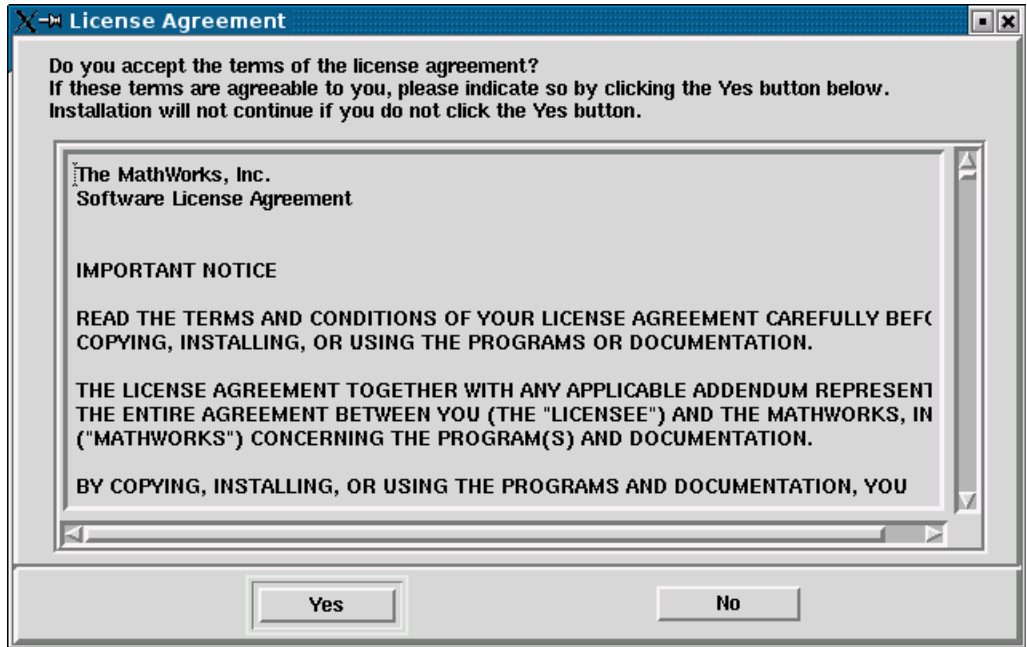 License Agreement
Do you accept the terms of the license agreement?
If these terms are agreeable to you, please indicate so by clicking the Yes button below.
Installation will not continue if you do not click the Yes button.
The MathWorks, Inc.
Software License Agreement
IMPORTANT NOTICE
READ THE TERMS AND CONDITIONS OF YOUR LICENSE AGREEMENT CAREFULLY BEF
COPYING, INSTALLING, OR USING THE PROGRAMS OR DOCUMENTATION.
THE LICENSE AGREEMENT TOGETHER WITH ANY APPLICABLE ADDENDUM REPRESENT
THE ENTIRE AGREEMENT BETWEEN YOU (THE "LICENSEE") AND THE MATHWORKS, IN
("MATHWORKS") CONCERNING THE PROGRAM(S) AND DOCUMENTATION.
BY COPYING, INSTALLING, OR USING THE PROGRAMS AND DOCUMENTATION, YOU
Yes
No